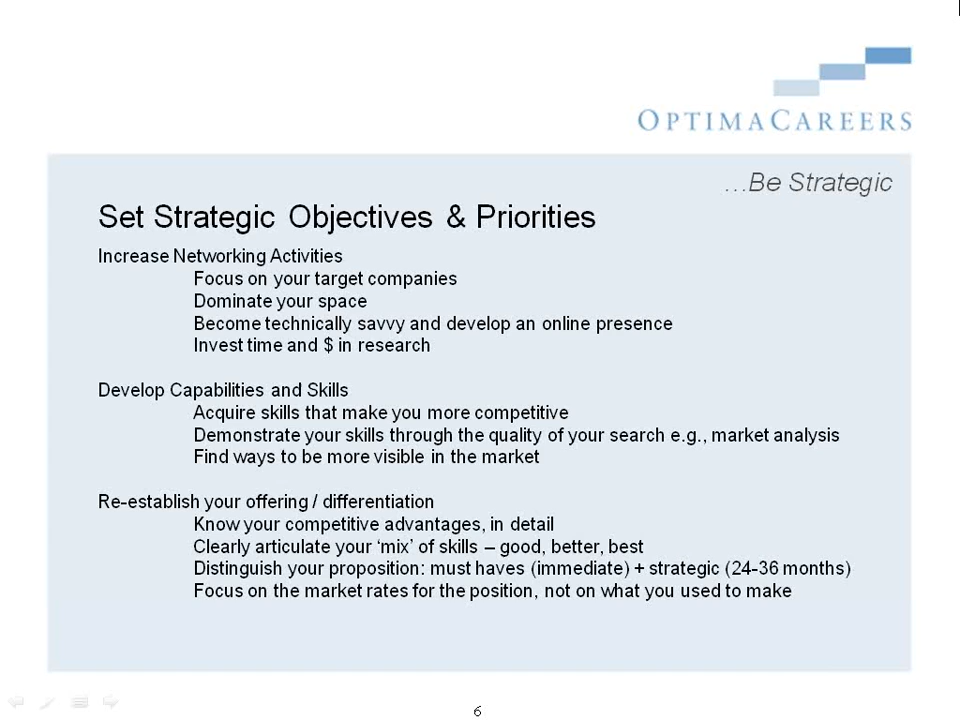 OPTIMACAREERS
...Be Strategic
Set Strategic Objectives & Priorities
Increase Networking Activities
Focus on your target companies
Dominate your space
Become technically savvy and develop an online presence
Invest time and $ in research
Develop Capabilities and Skills
Acquire skills that make you more competitive
Demonstrate your skills through the quality of your search e.g., market analysis
Find ways to be more visible in the market
Re-establish your offering / differentiation
Know your competitive advantages, in detail
Clearly articulate your ‘mix’ of skills – good, better, best
Distinguish your proposition: must haves (immediate) + strategic (24-36 months)
Focus on the market rates for the position, not on what you used to make
6